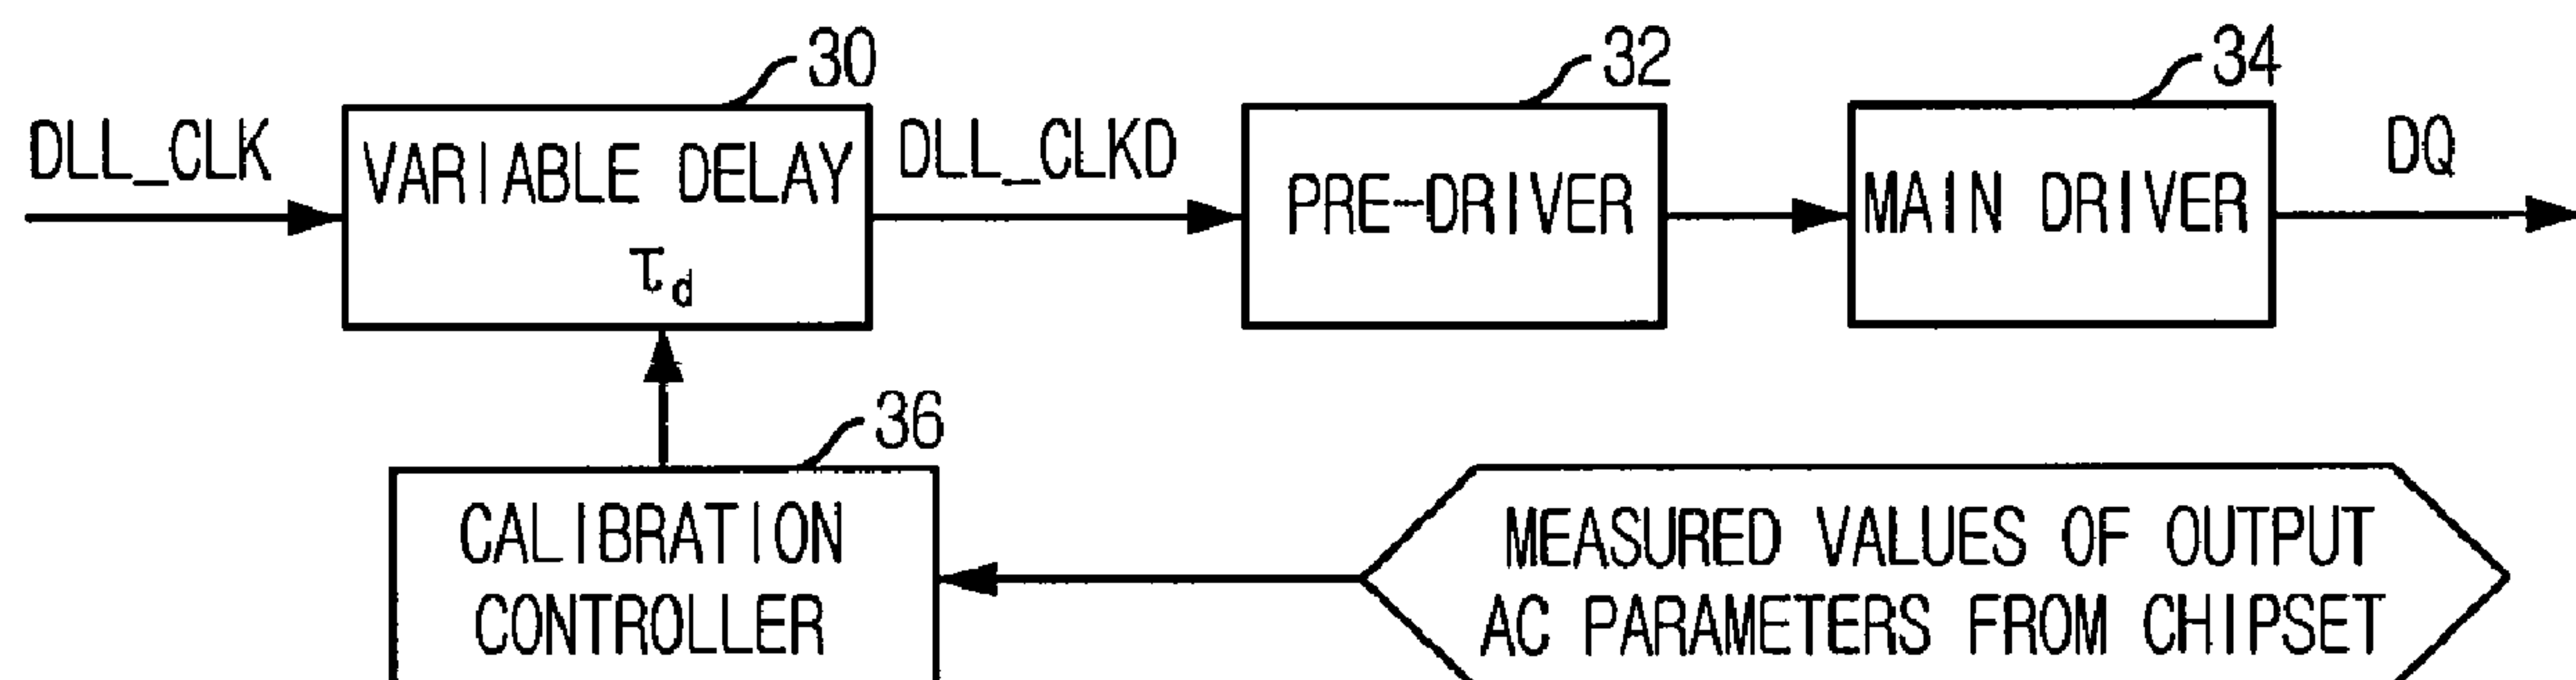 30
32
34
DLL_CLK
VARIABLE DELAY
τd
DLL_CLKD
PRE-DRIVER
MAIN DRIVER
DQ
36
CALIBRATION
CONTROLLER
MEASURED VALUES OF OUTPUT
AC PARAMETERS FROM CHIPSET